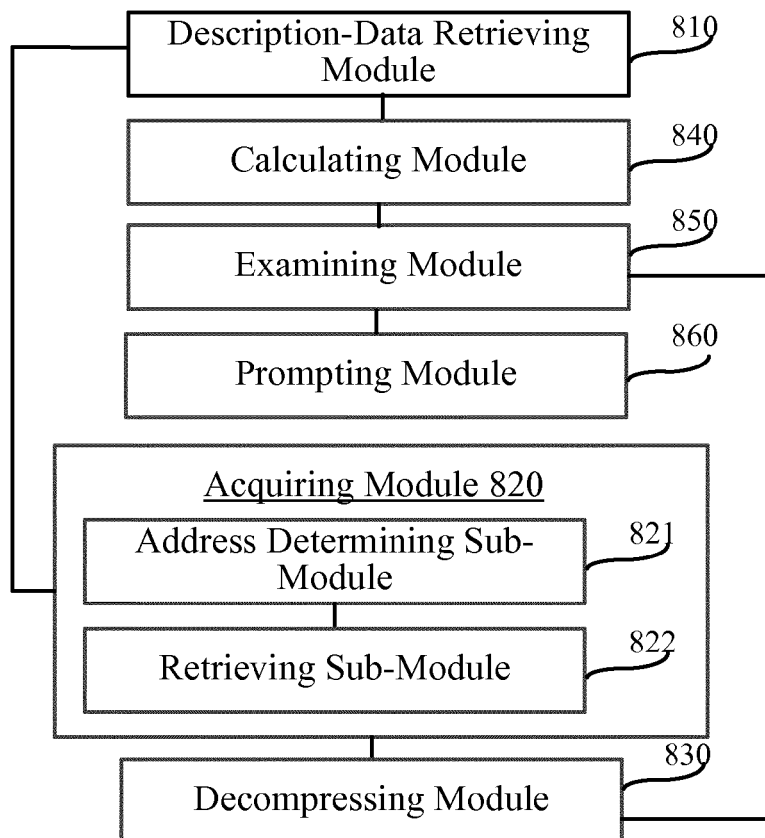 Description-Data Retrieving
Module
810
Calculating Module
840
Examining Module
850
Prompting Module
860
Acquiring Module 820
Address Determining Sub-
Module
821
Retrieving Sub-Module
822
Decompressing Module
830